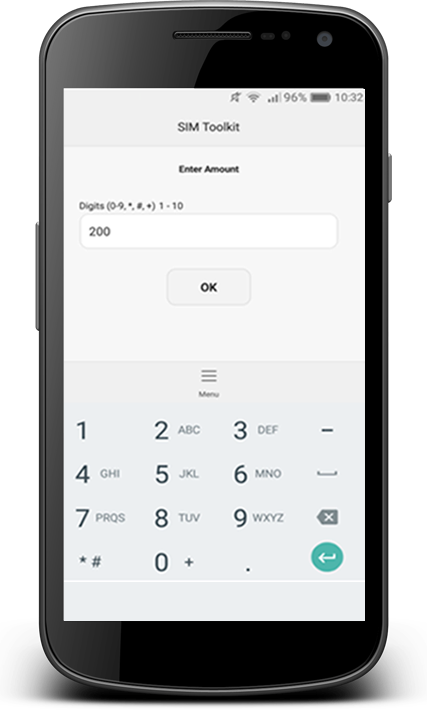 96% 10:32
SIM Toolkit
Enter Amount
Digits (0-9, *, #, +) 1 - 10
200
OK
Menu
1 2 ABC 3 DEF -
4 GHI 5 JKL 6 MNO
7 PRQS 8 TUV 9 WXYZ
* # 0 + .